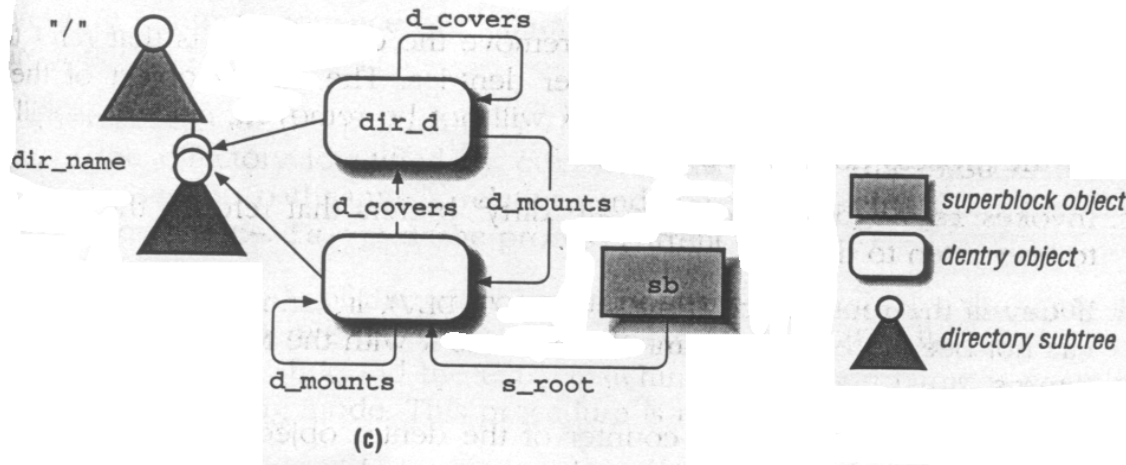 "/"
d_covers
dir_d
dir_name
d_covers
d_mounts
sb
d_mounts
s_root
(c)
superblock object
dentry object
directory subtree